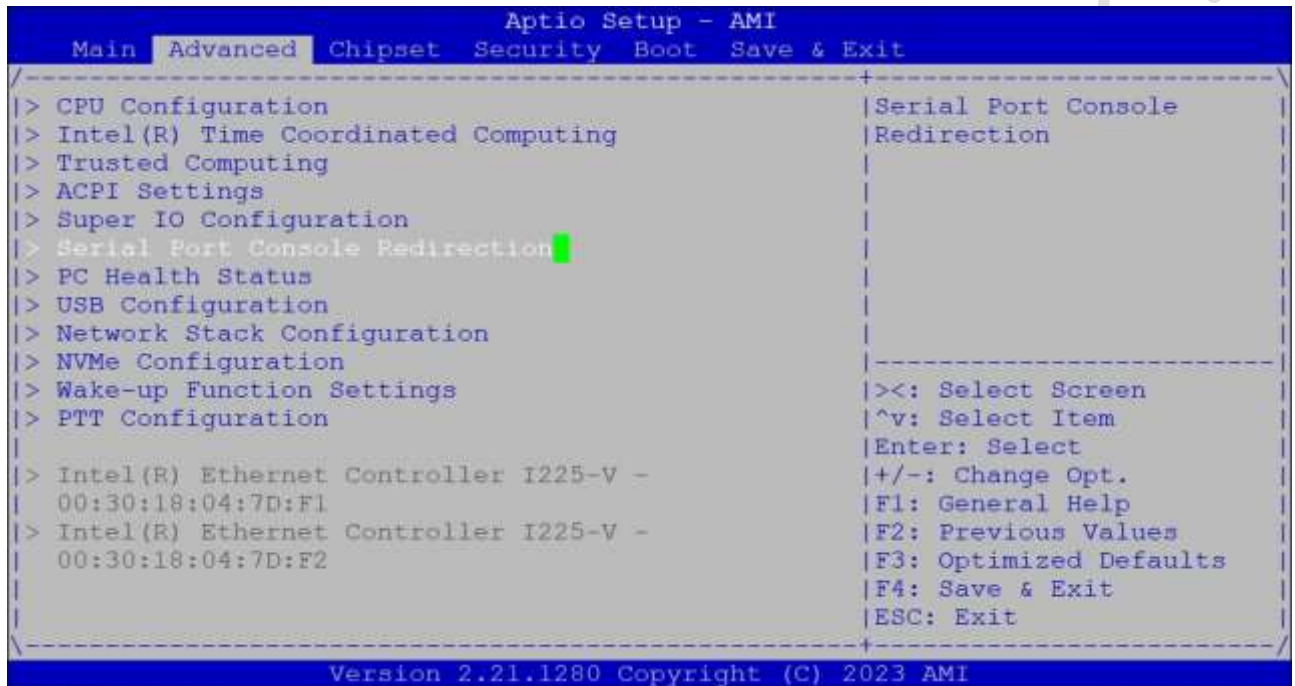 Aptio Setup - AMI
Main Advanced Chipset Security Boot Save & Exit
/----------------------------------------------------+-------------------------\
|> CPU Configuration |Serial Port Console |
|> Intel(R) Time Coordinated Computing |Redirection |
|> Trusted Computing | |
|> ACPI Settings | |
|> Super IO Configuration | |
|> Serial Port Console Redirection | |
|> PC Health Status | |
|> USB Configuration | |
|> Network Stack Configuration | |
|> NVMe Configuration |-------------------------|
|> Wake-up Function Settings |><: Select Screen |
|> PTT Configuration |^v: Select Item |
| |Enter: Select |
|> Intel(R) Ethernet Controller I225-V - |+/-: Change Opt. |
| 00:30:18:04:7D:F1 |F1: General Help |
|> Intel(R) Ethernet Controller I225-V - |F2: Previous Values |
| 00:30:18:04:7D:F2 |F3: Optimized Defaults |
| |F4: Save & Exit |
| |ESC: Exit |
\----------------------------------------------------+-------------------------/
Version 2.21.1280 Copyright (C) 2023 AMI